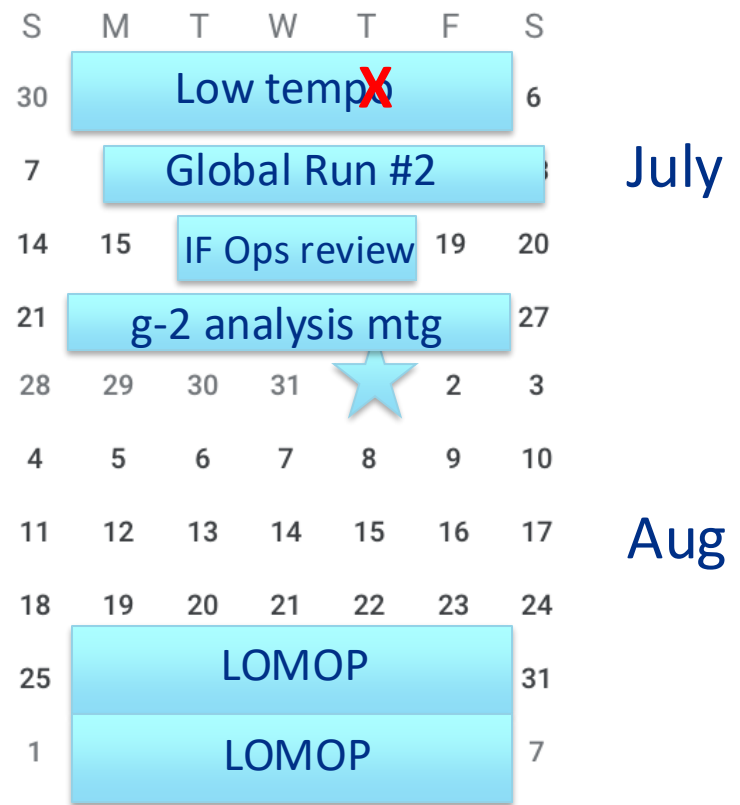 S M T W T F S
30 Low tempo X 6
7 Global Run #2
July
14 15 IF Ops review 19 20
21 g-2 analysis mtg 27
28 29 30 31 2 3
4 5 6 7 8 9 10
11 12 13 14 15 16 17
Aug
18 19 20 21 22 23 24
25 LOMOP 31
1 LOMOP 7